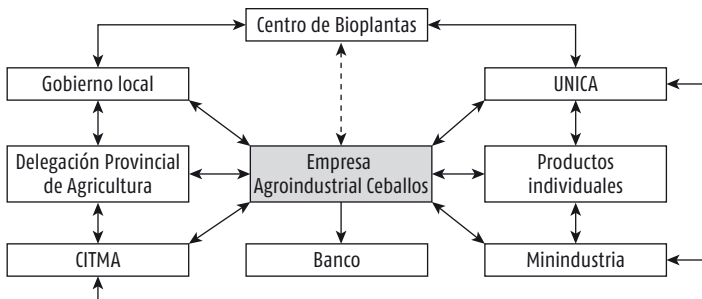 Centro de Bioplantas
Gobierno local
UNICA
Delegación Provincial
de Agricultura
Empresa
Agroindustrial Ceballos
Productos
individuales
CITMA
Banco
Minindustria